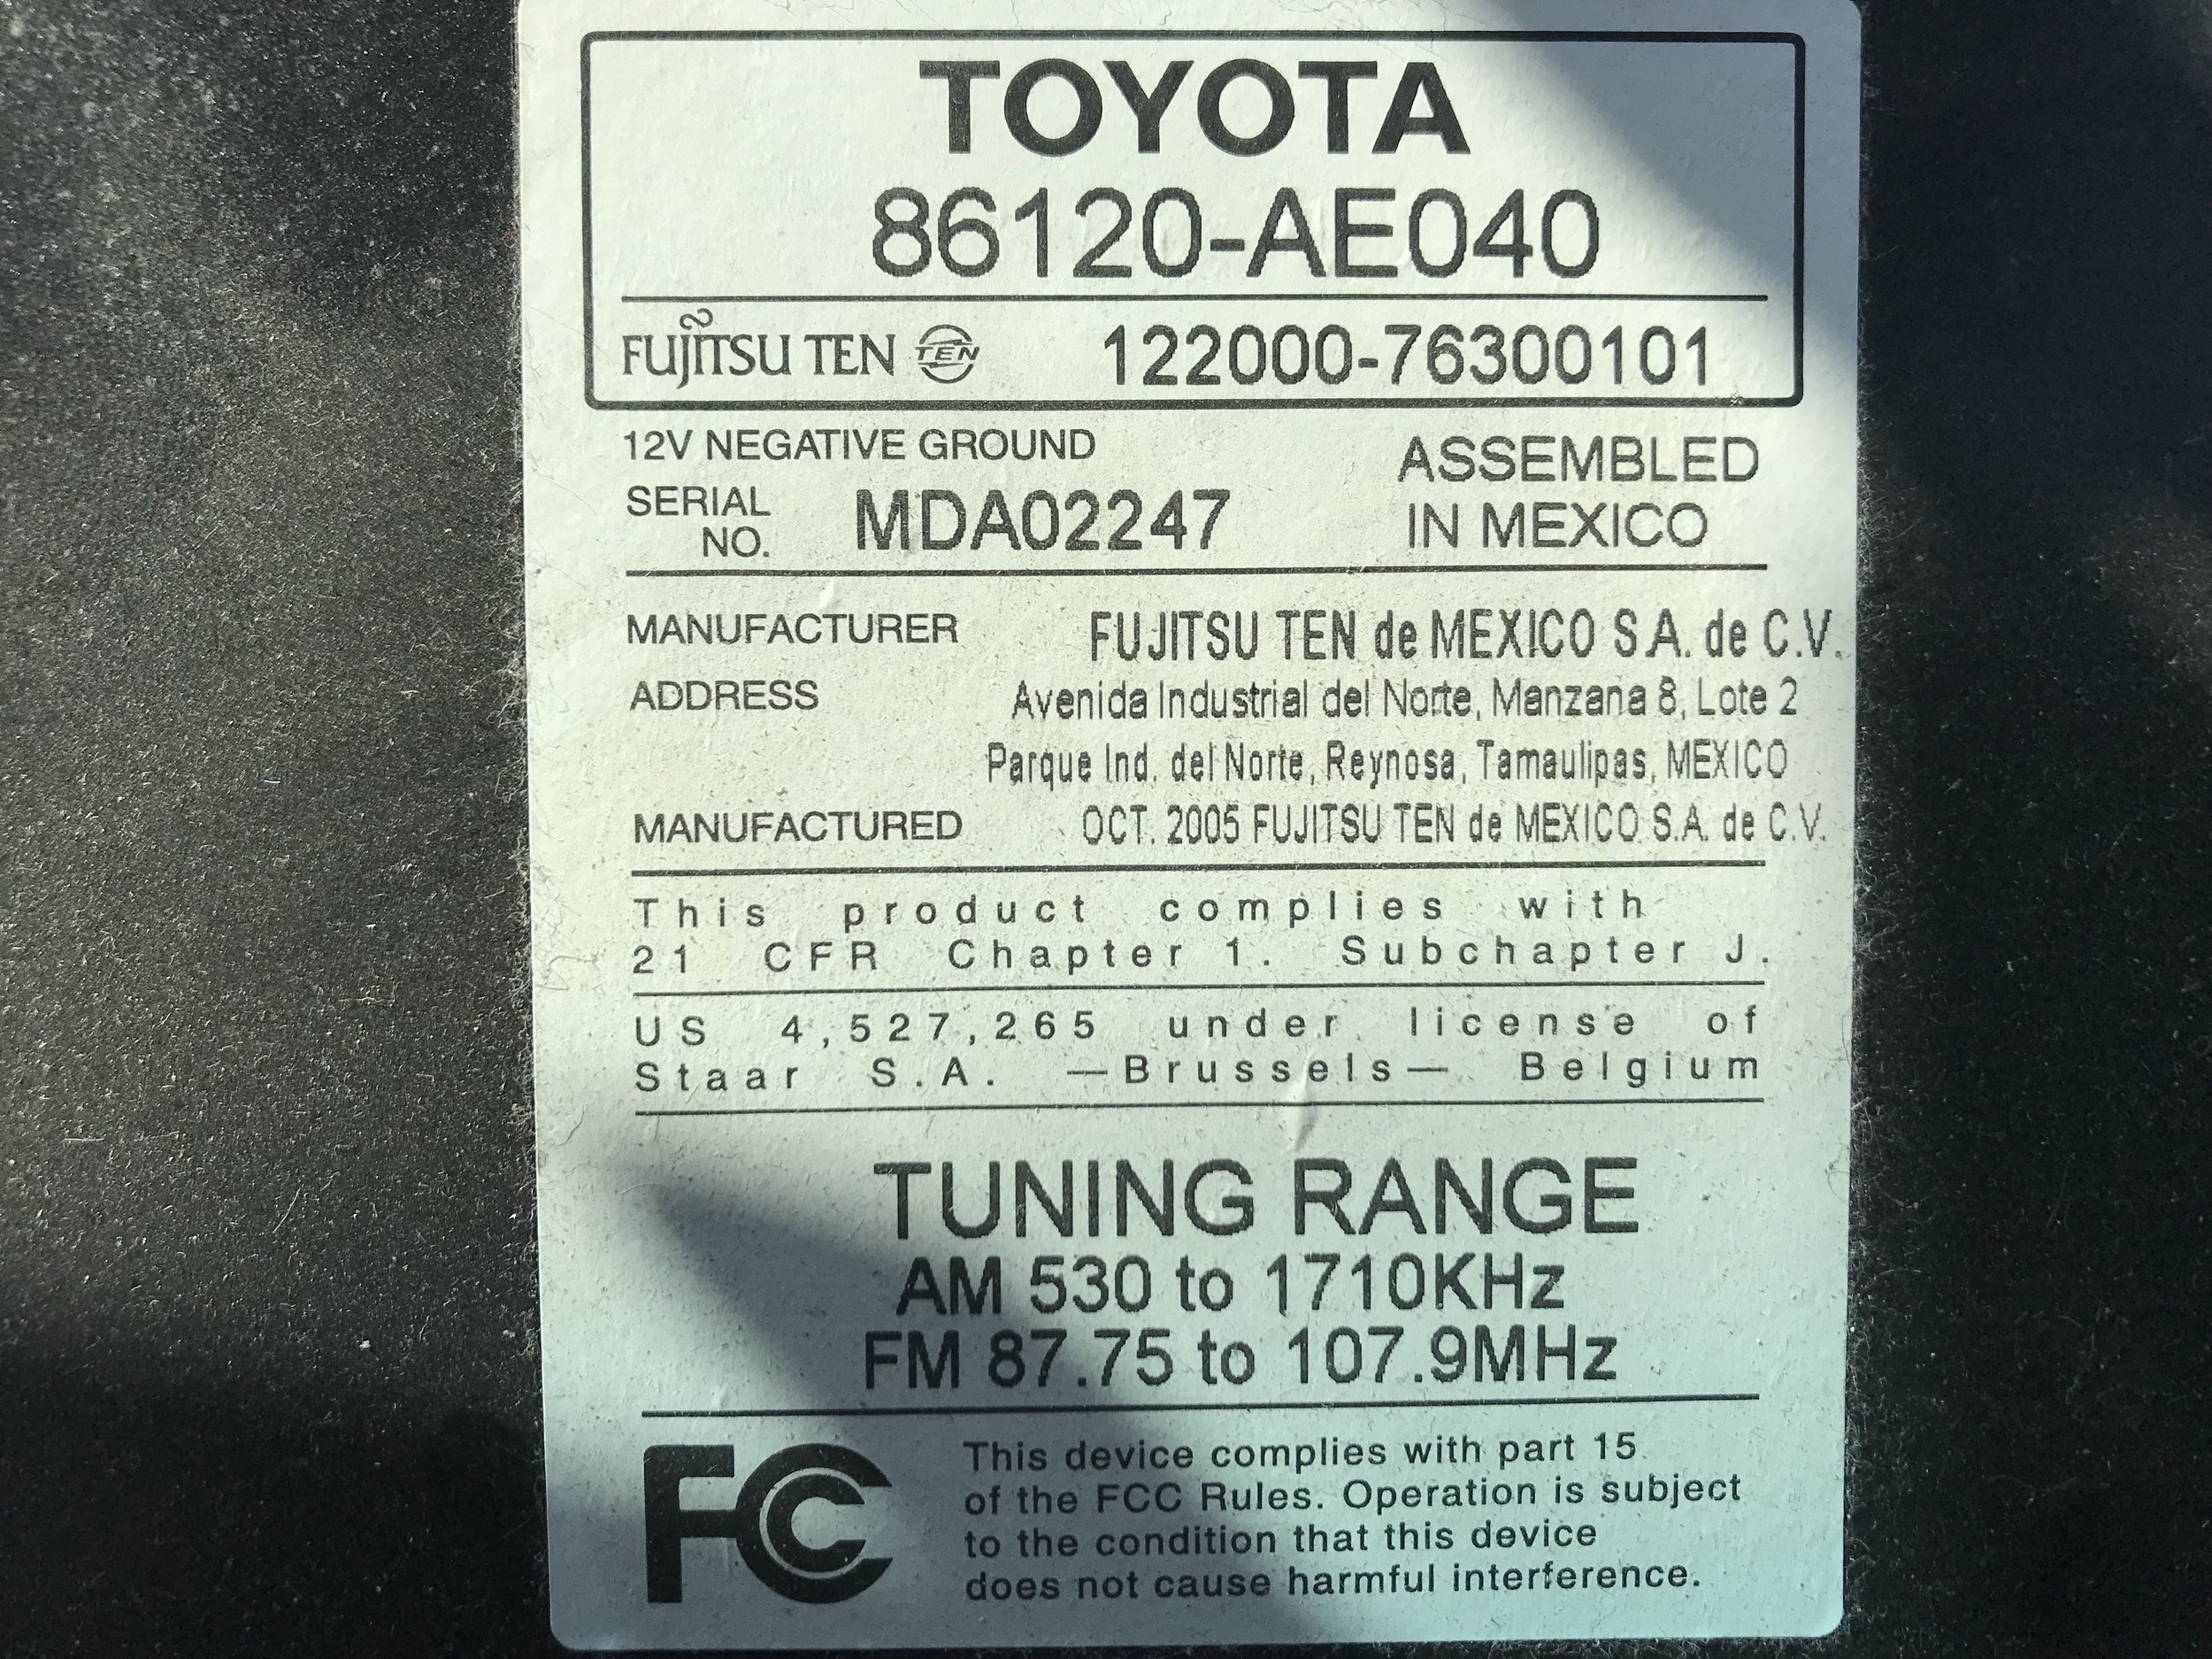 TOYOTA
86120-AE040
FUJITSU TEN TEN 122000-76300101
12V NEGATIVE GROUND
ASSEMBLED
IN MEXICO
SERIAL
NO. MDA02247
MANUFACTURER FUJITSU TEN de MEXICO S.A. de C.V.
ADDRESS Avenida Industrial del Norte, Manzana 8, Lote 2
Parque Ind. del Norte, Reynosa, Tamaulipas, MEXICO
MANUFACTURED OCT. 2005 FUJITSU TEN de MEXICO S.A. de C.V.
This product complies with
21 CFR Chapter 1. Subchapter J.
US 4,527,265 under license of
Staar S.A. —Brussels— Belgium
TUNING RANGE
AM 530 to 1710KHz
FM 87.75 to 107.9MHz
FC This device complies with part 15
of the FCC Rules. Operation is subject
to the condition that this device
does not cause harmful interference.